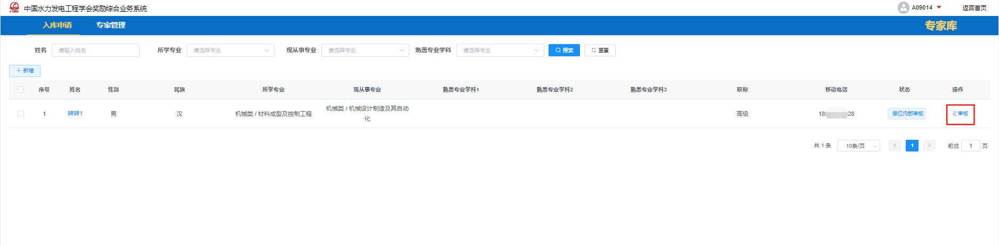 CSHE
中国水力发电工程学会奖励综合业务系统
A09014
返回首页
入库申请
专家管理
专家库
姓名
请输入姓名
所学专业
请选择专业
现从事专业
请选择专业
熟悉专业学科
请选择专业
搜索
重置
新增
序号
姓名
性别
民族
所学专业
现从事专业
熟悉专业学科1
熟悉专业学科2
熟悉专业学科3
职称
移动电话
状态
操作
1
转转1
男
汉
机械类 / 材料成型及控制工程
机械类 / 机械设计制造及其自动
化
高级
18
28
单位内部审核
审核
共 1 条
10条/页
1
前往
1
页